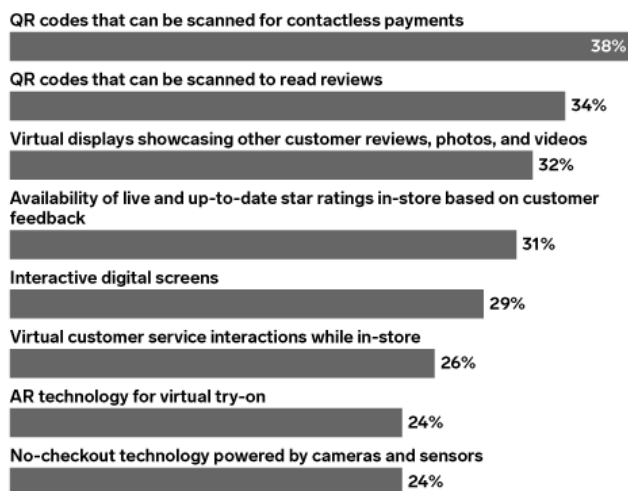 QR codes that can be scanned for contactless payments
38%
QR codes that can be scanned to read reviews
34%
Virtual displays showcasing other customer reviews, photos, and videos
32%
Availability of live and up-to-date star ratings in-store based on customer
feedback
31%
Interactive digital screens
29%
Virtual customer service interactions while in-store
26%
AR technology for virtual try-on
24%
No-checkout technology powered by cameras and sensors
24%